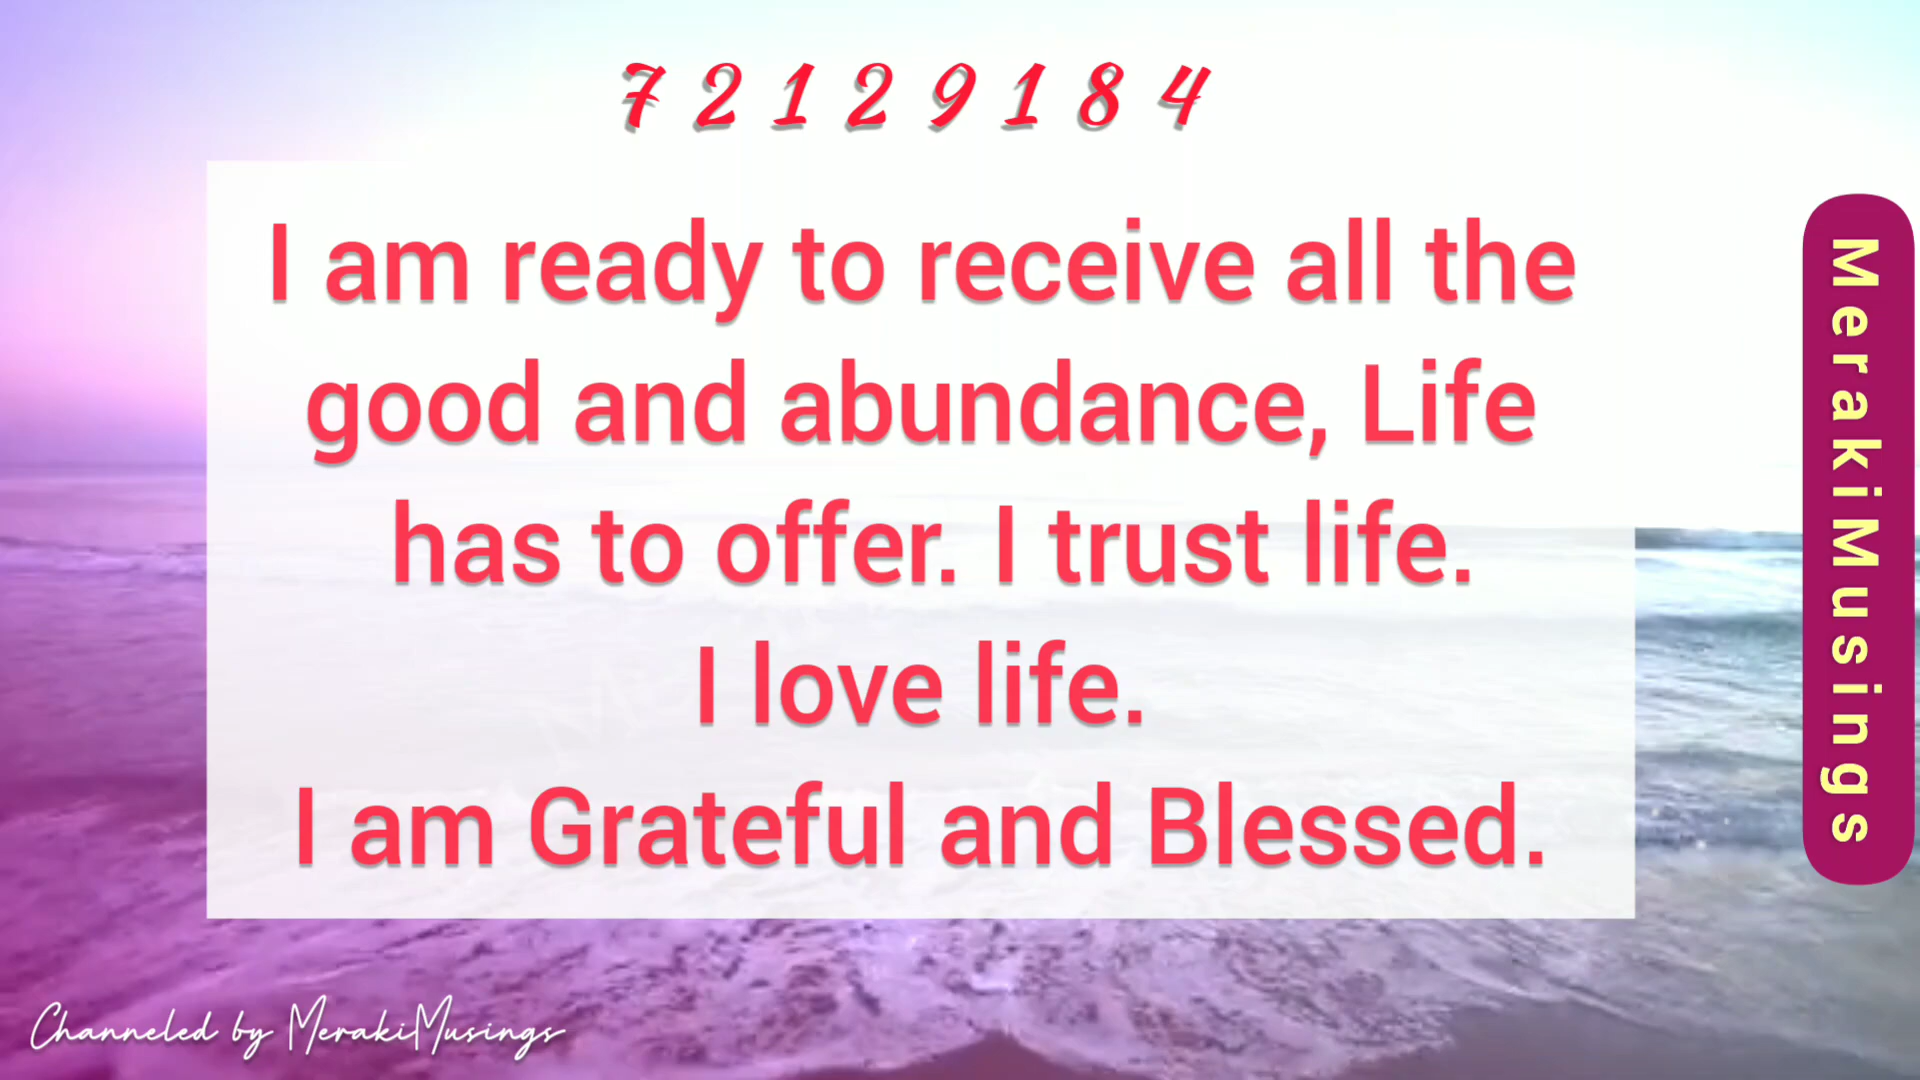 7 2 1 2 9 1 8 4
I am ready to receive all the
good and abundance, Life
has to offer. I trust life.
I love life.
I am Grateful and Blessed.
MerakiMusings
Channeled by MerakiMusings